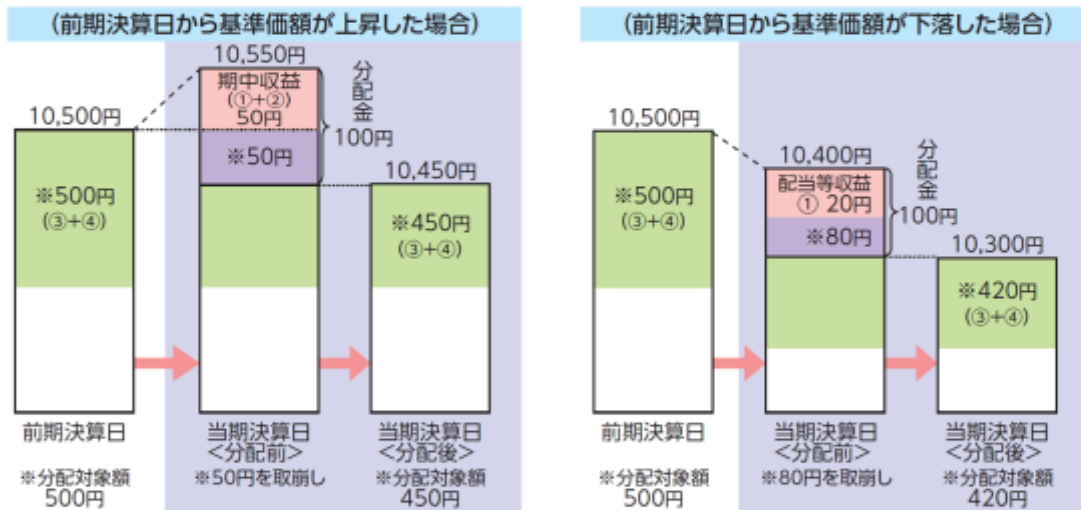 (前期決算日から基準価額が上昇した場合)
10,550円
期中収益
(①+②)
50円
分配金
100円
10,500円
※50円
10,450円
※500円
(③+④)
※450円
(③+④)
前期決算日
当期決算日
<分配前>
当期決算日
<分配後>
※分配対象額
500円
※50円を取崩し
※分配対象額
450円
(前期決算日から基準価額が下落した場合)
10,500円
10,400円
配当等収益
① 20円
分配金
100円
※80円
10,300円
※500円
(③+④)
※420円
(③+④)
前期決算日
当期決算日
<分配前>
当期決算日
<分配後>
※分配対象額
500円
※80円を取崩し
※分配対象額
420円